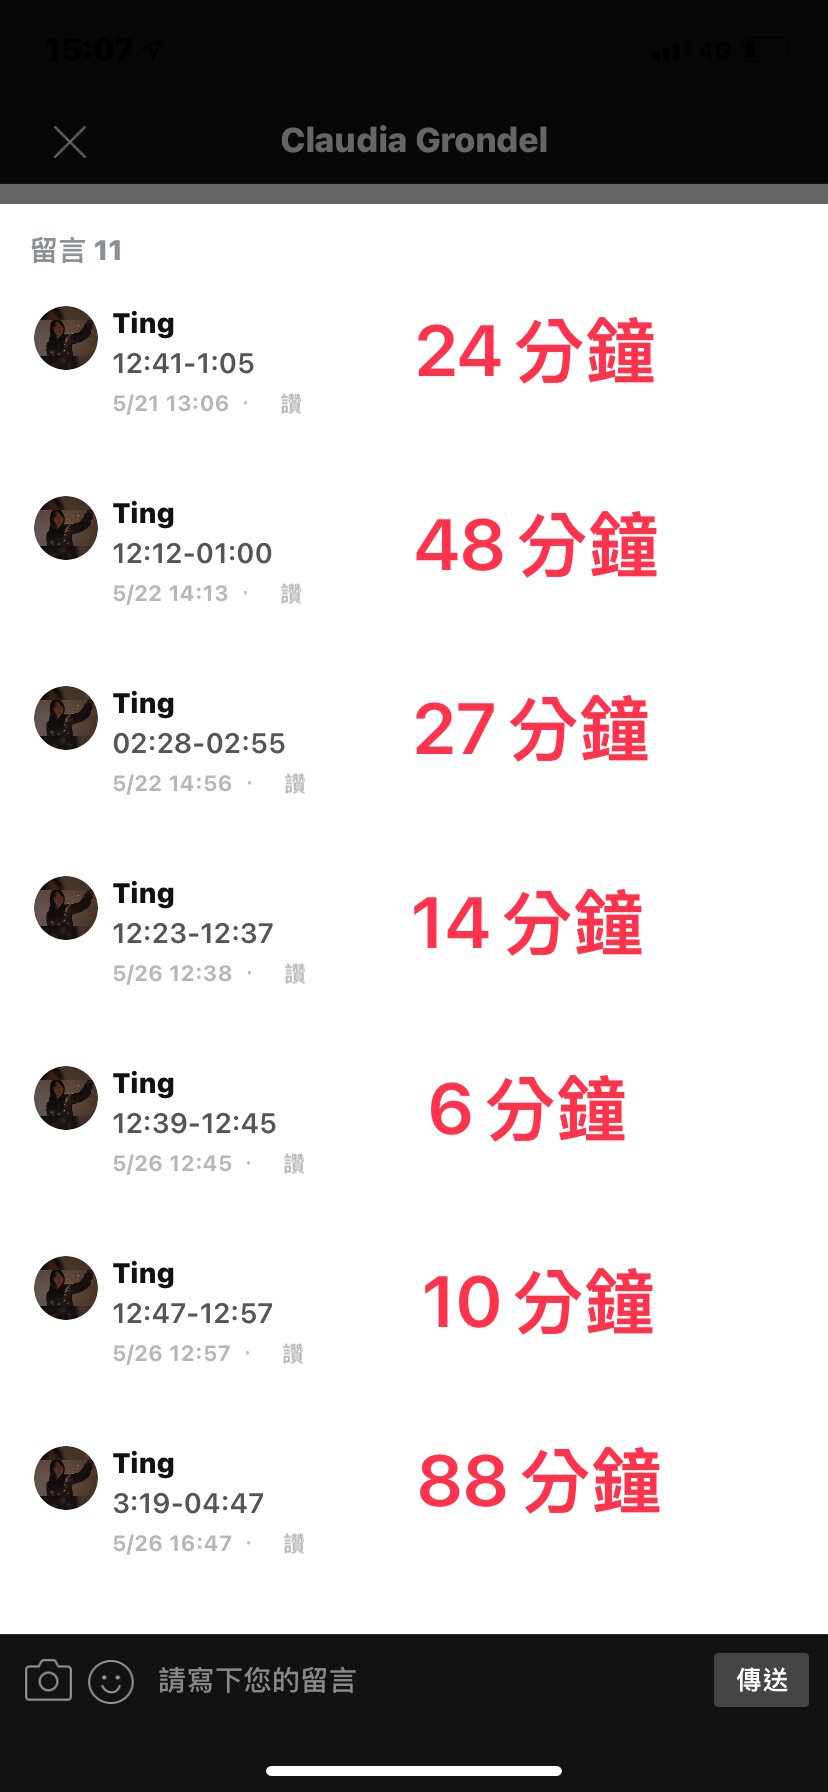 15:07
4G
Claudia Grondel
留言 11
Ting
12:41-1:05
24 分鐘
5/21 13:06 · 讚
Ting
12:12-01:00
48 分鐘
5/22 14:13 · 讚
Ting
02:28-02:55
27 分鐘
5/22 14:56 · 讚
Ting
12:23-12:37
14 分鐘
5/26 12:38 · 讚
Ting
12:39-12:45
6 分鐘
5/26 12:45 · 讚
Ting
12:47-12:57
10 分鐘
5/26 12:57 · 讚
Ting
3:19-04:47
88 分鐘
5/26 16:47 · 讚
請寫下您的留言
傳送